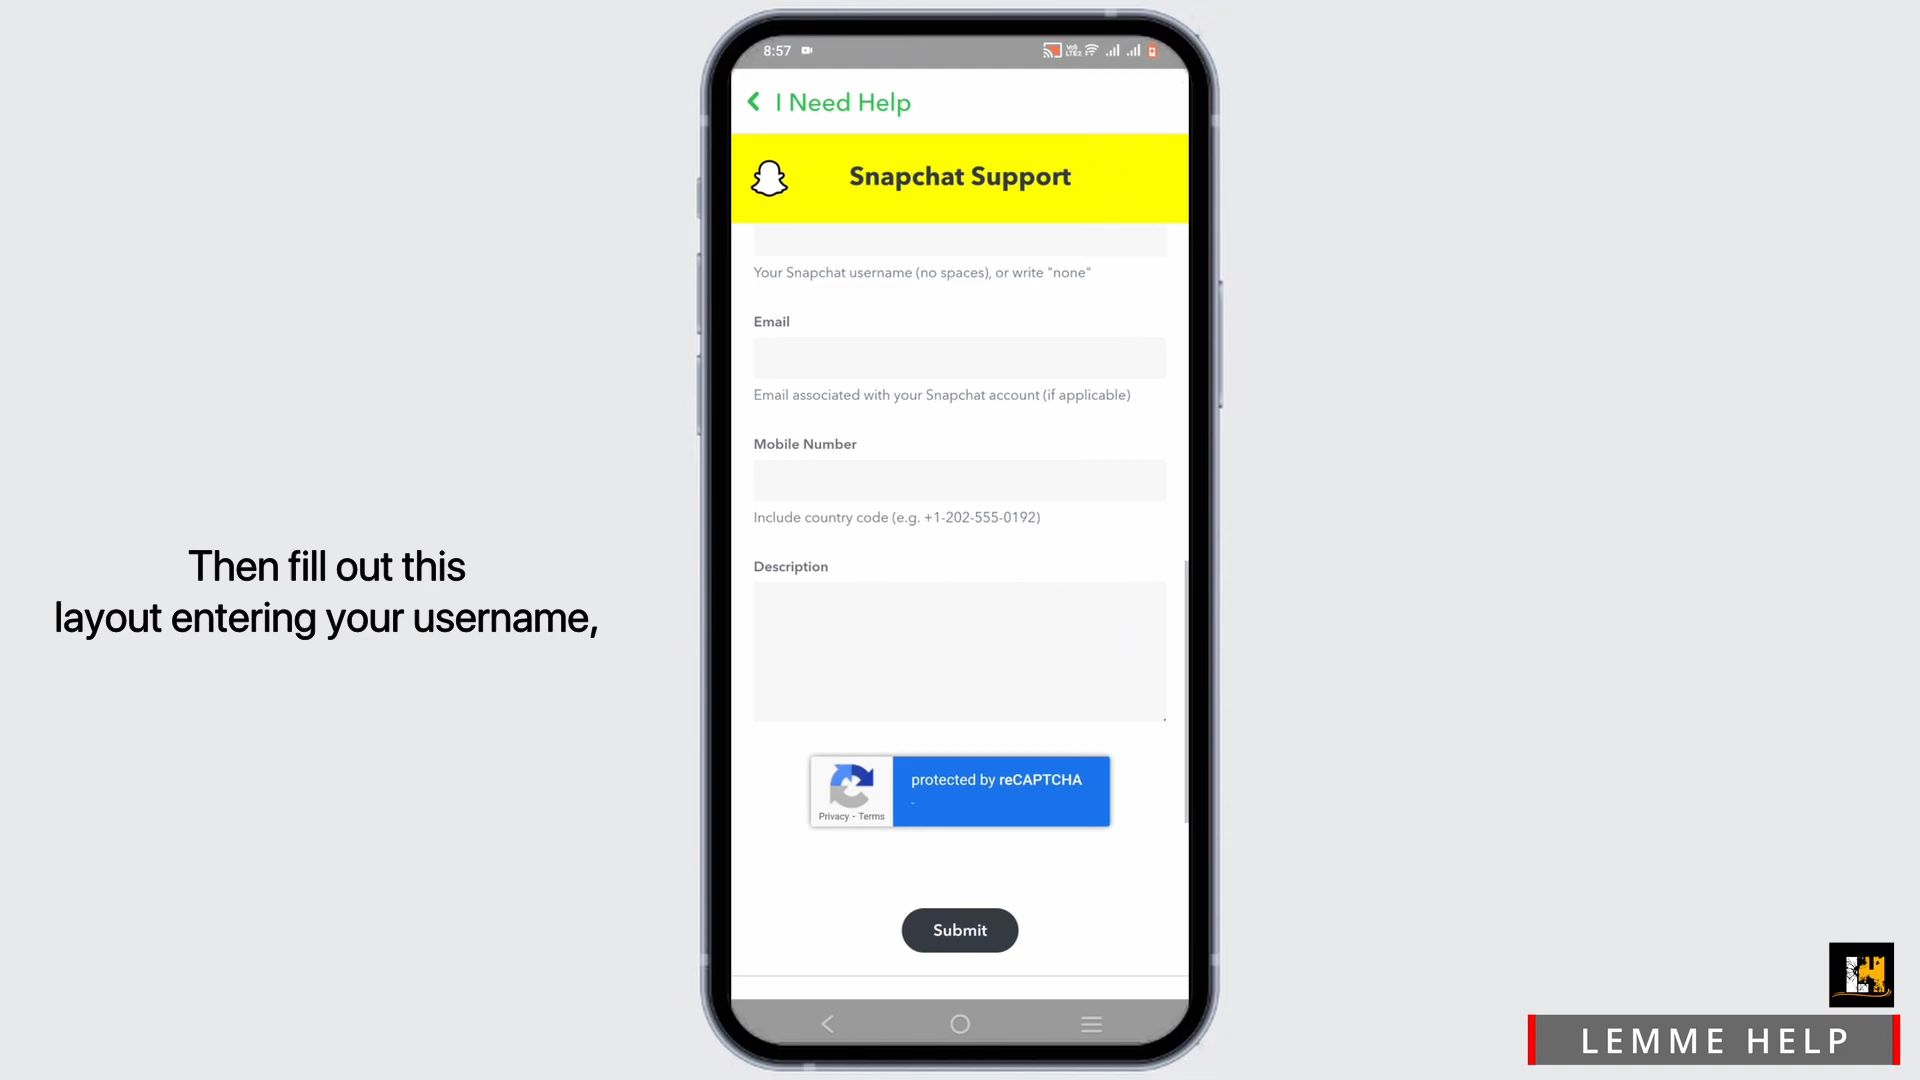 8:57
Vo5
LTE2
I Need Help
Snapchat Support
Your Snapchat username (no spaces), or write "none"
Email
Email associated with your Snapchat account (if applicable)
Mobile Number
Include country code (e.g. +1-202-555-0192)
Description
Then fill out this
layout entering your username,
protected by reCAPTCHA
-
Privacy - Terms
Submit
LEMME HELP